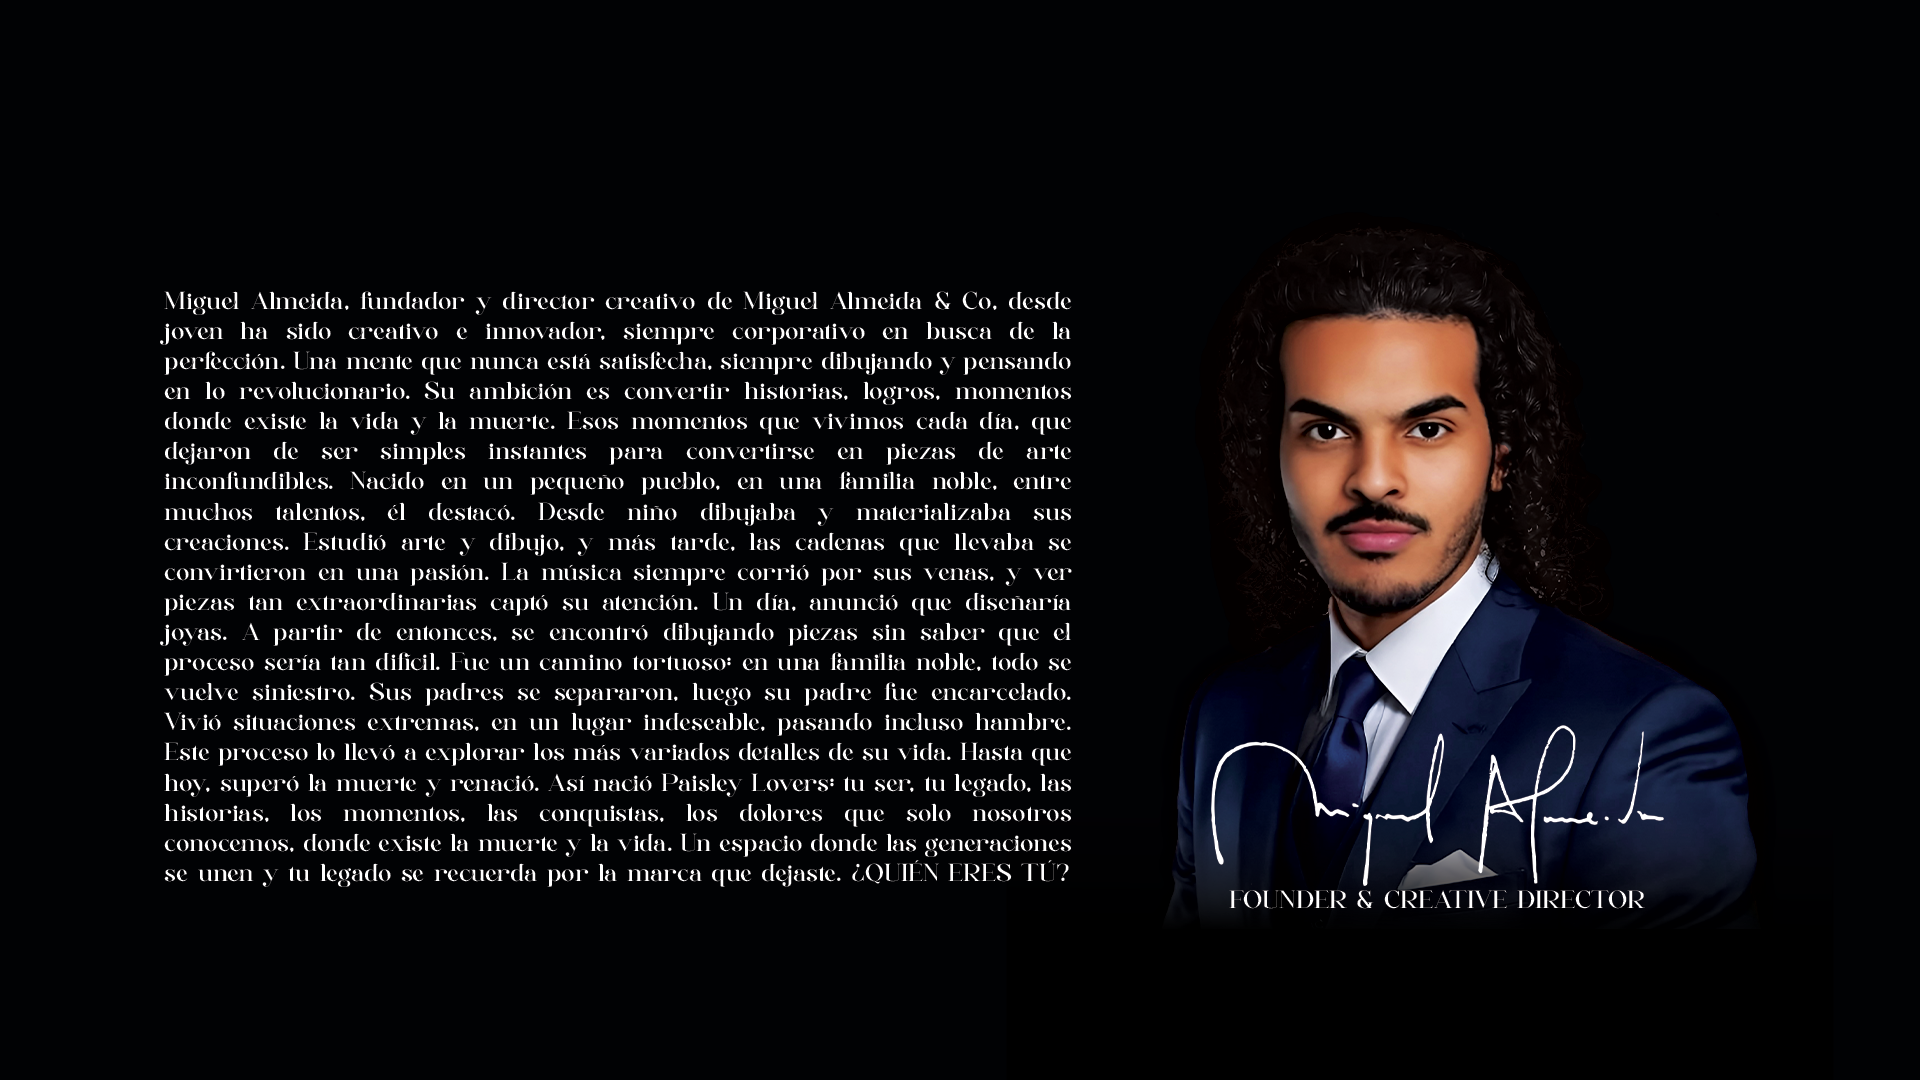 Miguel Almeida, fundador y director creativo de Miguel Almeida & Co, desde
joven ha sido creativo e innovador, siempre corporativo en busca de la
perfección. Una mente que nunca está satisfecha, siempre dibujando y pensando
en lo revolucionario. Su ambición es convertir historias, logros, momentos
donde existe la vida y la muerte. Esos momentos que vivimos cada día, que
dejaron de ser simples instantes para convertirse en piezas de arte
inconfundibles. Nacido en un pequeño pueblo, en una familia noble, entre
muchos talentos, él destacó. Desde niño dibujaba y materializaba sus
creaciones. Estudió arte y dibujo, y más tarde, las cadenas que llevaba se
convirtieron en una pasión. La música siempre corrió por sus venas, y ver
piezas tan extraordinarias captó su atención. Un día, anunció que diseñaría
joyas. A partir de entonces, se encontró dibujando piezas sin saber que el
proceso sería tan difícil. Fue un camino tortuoso: en una familia noble, todo se
vuelve siniestro. Sus padres se separaron, luego su padre fue encarcelado.
Vivió situaciones extremas, en un lugar indeseable, pasando incluso hambre.
Este proceso lo llevó a explorar los más variados detalles de su vida. Hasta que
hoy, superó la muerte y renació. Así nació Paisley Lovers: tu ser, tu legado, las
historias, los momentos, las conquistas, los dolores que solo nosotros
conocemos, donde existe la muerte y la vida. Un espacio donde las generaciones
se unen y tu legado se recuerda por la marca que dejaste. ¿QUIÉN ERES TÚ?
Miguel Almeida
FOUNDER & CREATIVE DIRECTOR